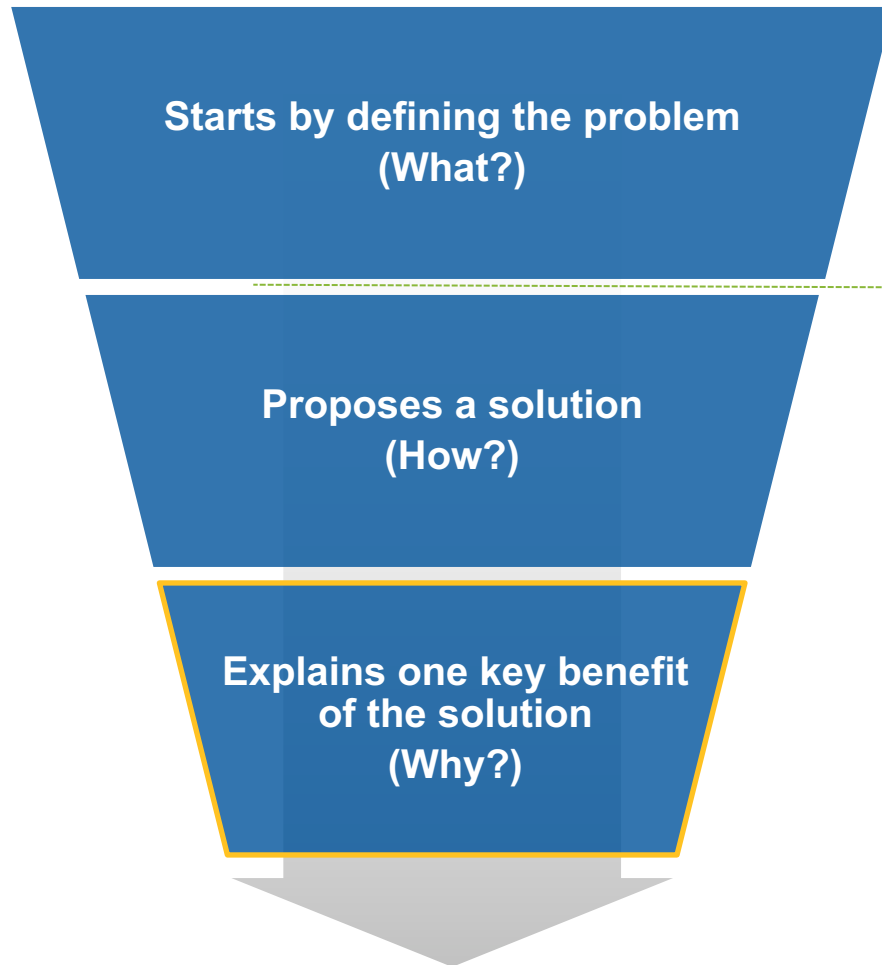 Starts by defining the problem
(What?)
Proposes a solution
(How?)
Explains one key benefit
of the solution
(Why?)